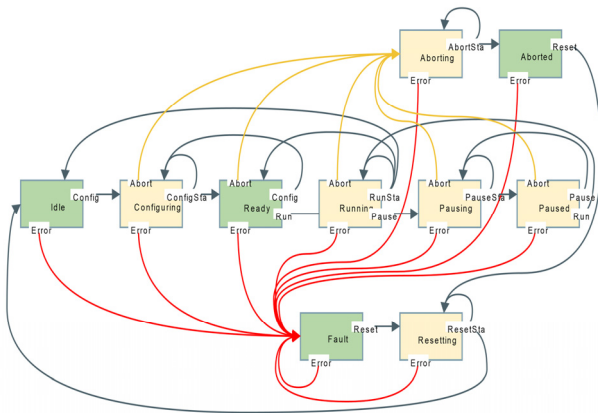 Aborting
AbortSta
Error
Aborted
Reset
Error
Idle
Config
Error
Abort
Configuring
ConfigSta
Error
Abort
Ready
Config
Run
Error
Abort
Running
RunSta
Pause
Error
Abort
Pausing
PauseSta
Error
Abort
Paused
Pause
Run
Error
Fault
Reset
Error
Resetting
ResetSta
Error